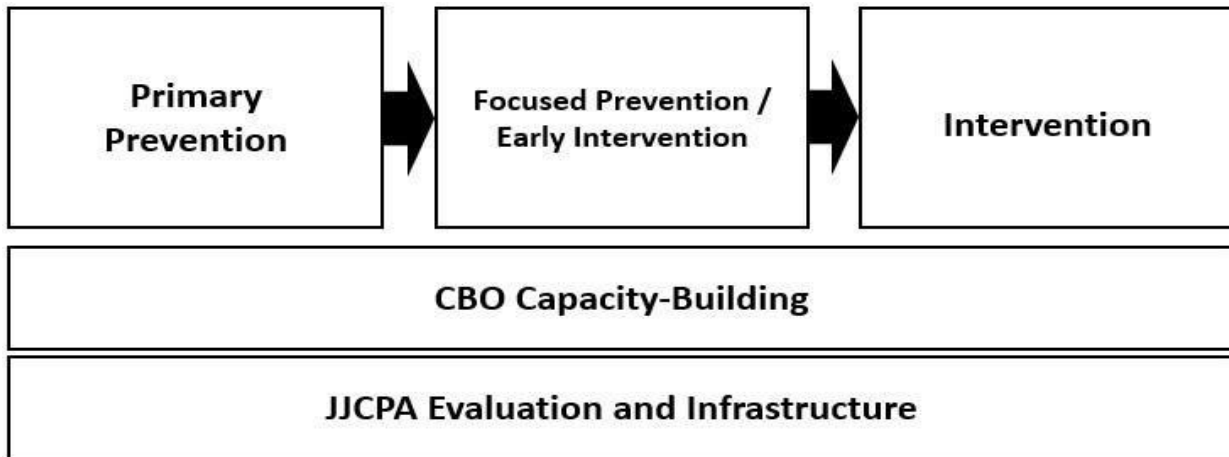 Primary
Prevention
Focused Prevention /
Early Intervention
Intervention
CBO Capacity-Building
JJCPA Evaluation and Infrastructure